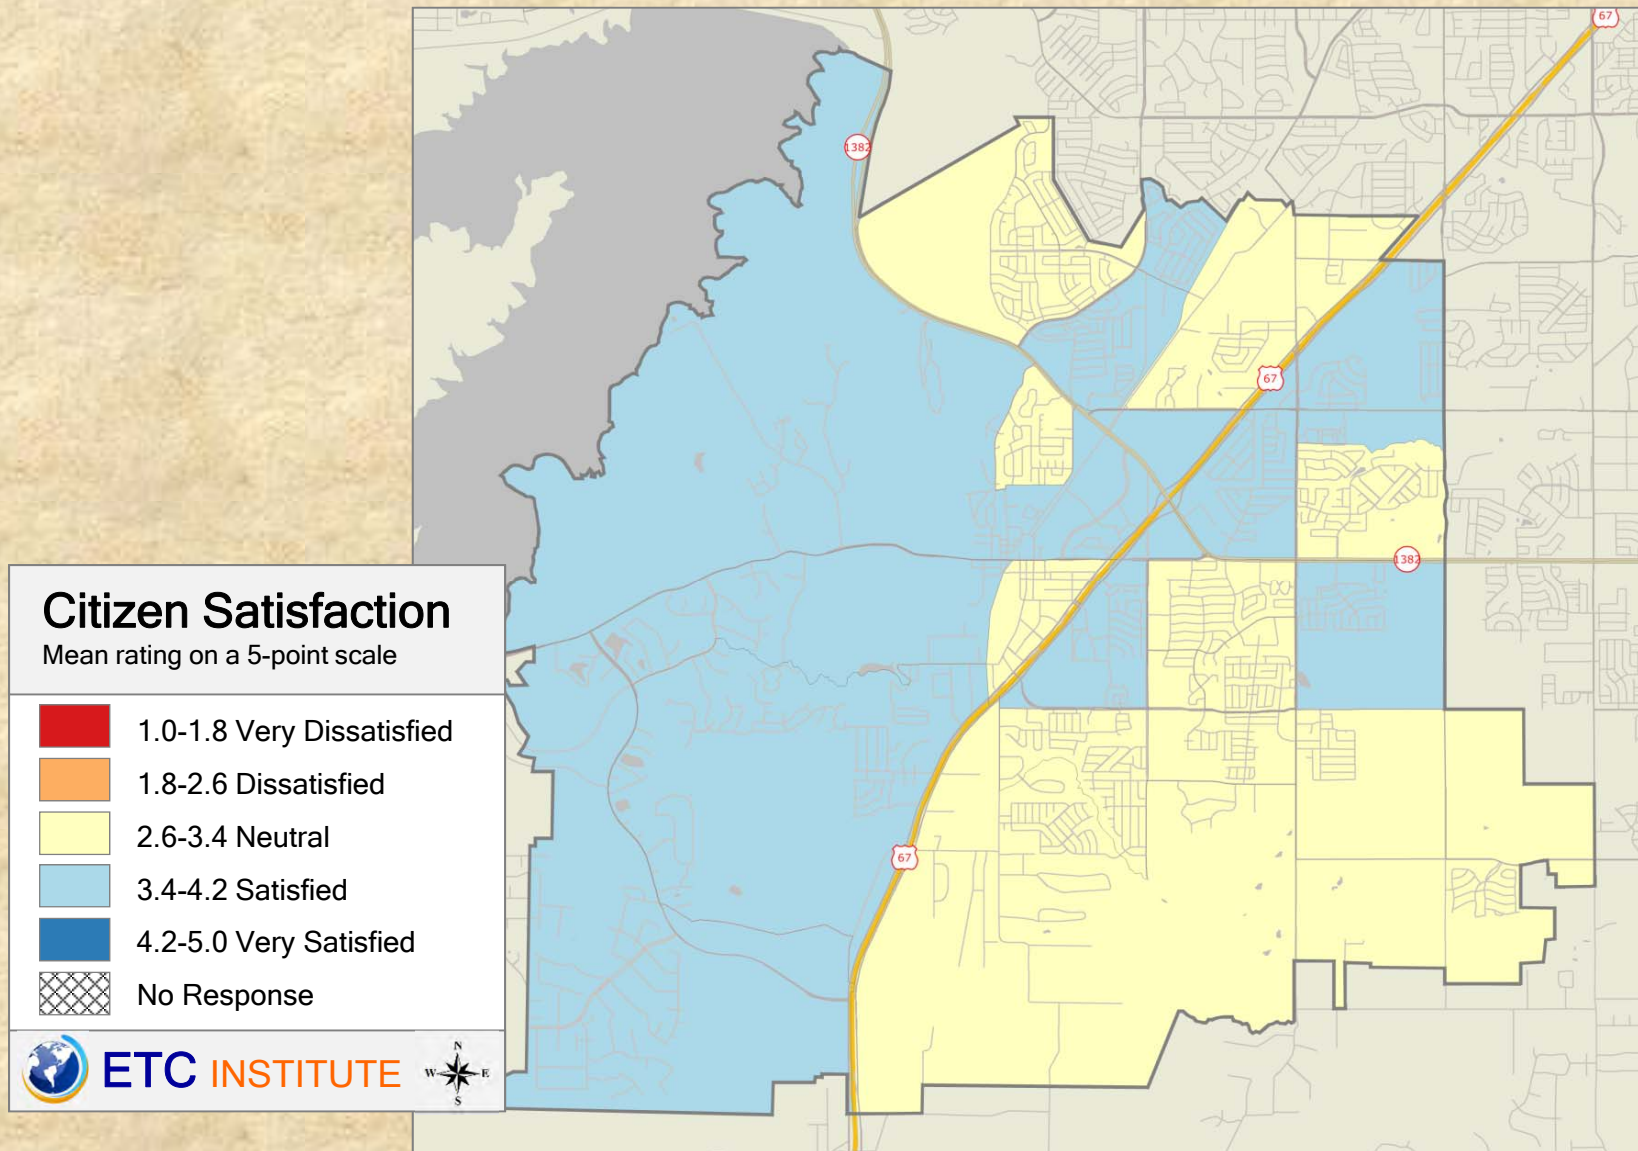 67
1382
67
1382
67
Citizen Satisfaction
Mean rating on a 5-point scale
1.0-1.8 Very Dissatisfied
1.8-2.6 Dissatisfied
2.6-3.4 Neutral
3.4-4.2 Satisfied
4.2-5.0 Very Satisfied
No Response
ETC INSTITUTE
N
W E
S